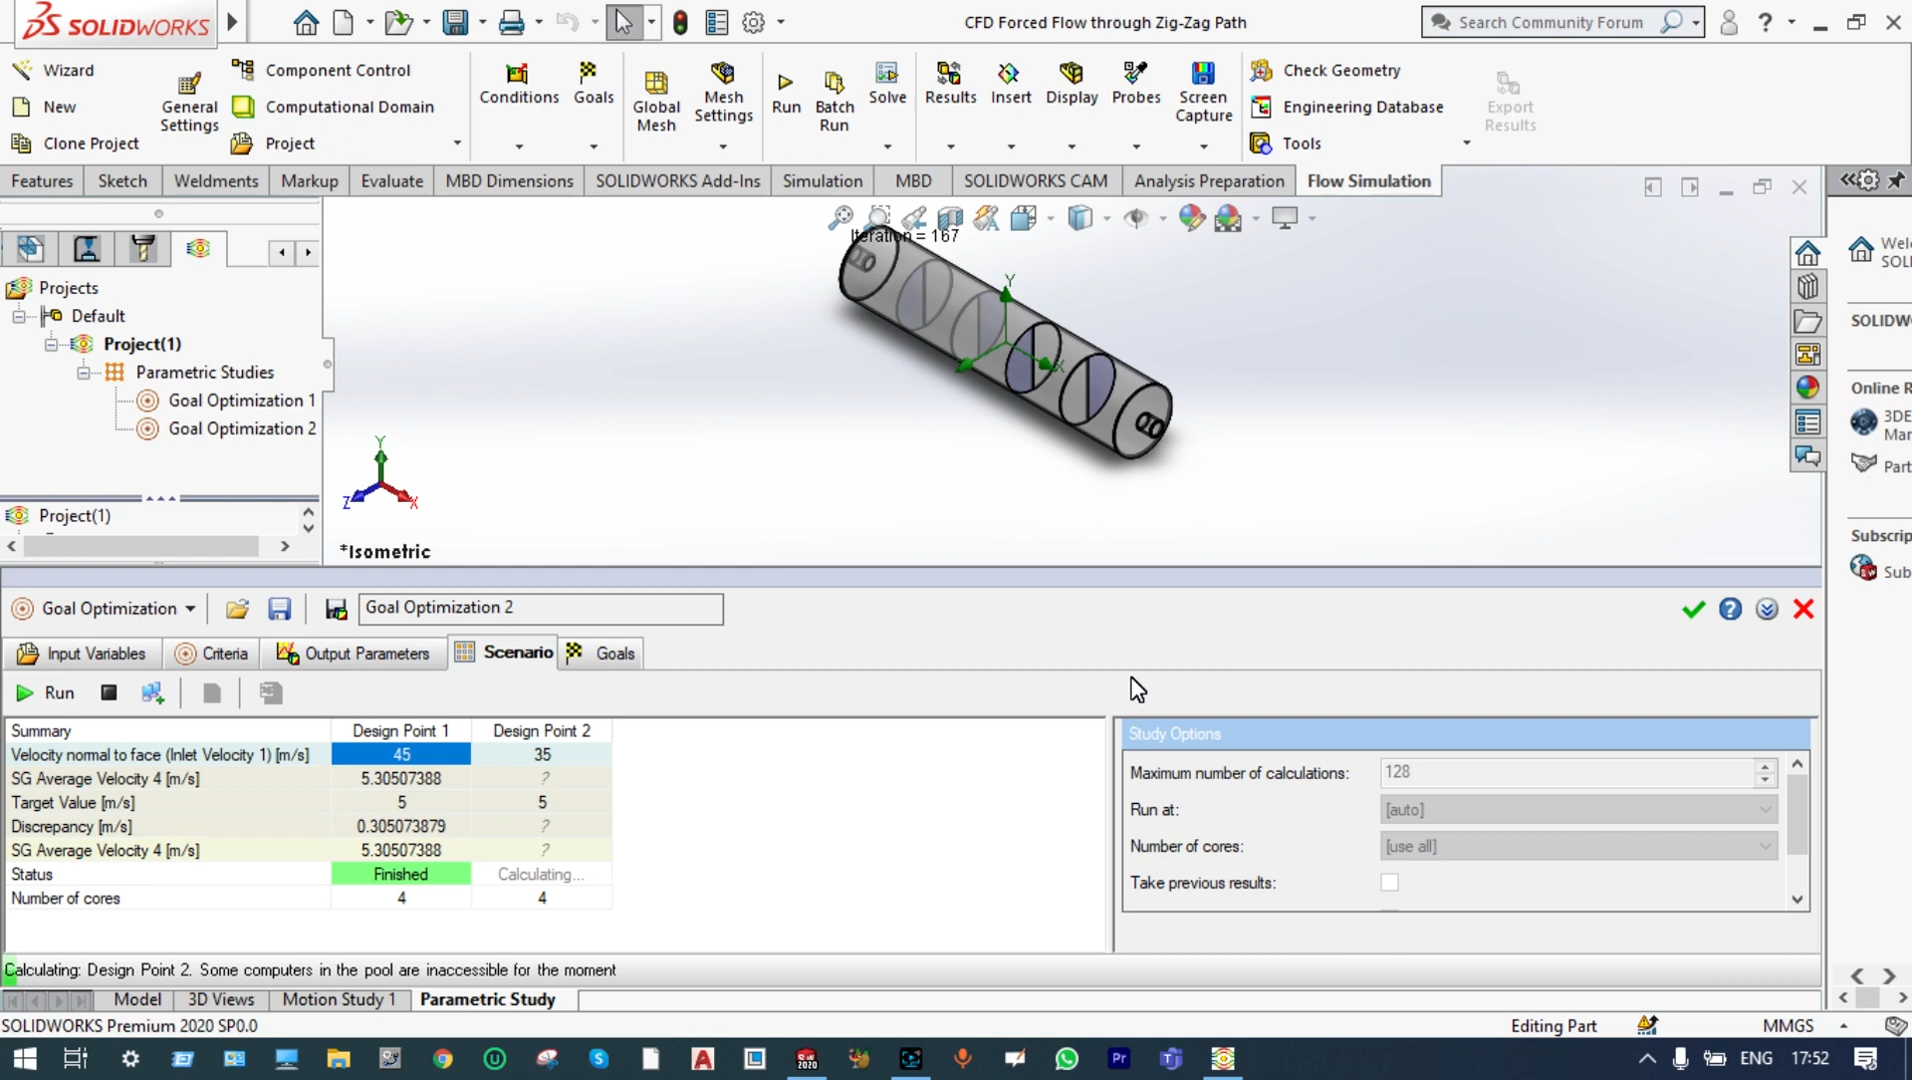 SOLIDWORKS
CFD Forced Flow through Zig-Zag Path
Search Community Forum
?
Wizard
New
Clone Project
General Settings
Component Control
Computational Domain
Project
Conditions
Goals
Global Mesh
Mesh Settings
Run
Batch Run
Solve
Results
Insert
Display
Probes
Screen Capture
Check Geometry
Engineering Database
Tools
Export Results
Features
Sketch
Weldments
Markup
Evaluate
MBD Dimensions
SOLIDWORKS Add-Ins
Simulation
MBD
SOLIDWORKS CAM
Analysis Preparation
Flow Simulation
Iteration = 167
Projects
Default
Project(1)
Parametric Studies
Goal Optimization 1
Goal Optimization 2
Project(1)
Y
X
Y
Z
X
*Isometric
Wel
SOL
SOLIDW
Online R
3DE
Mar
Part
Subscrip
Sub
Goal Optimization
Goal Optimization 2
Input Variables
Criteria
Output Parameters
Scenario
Goals
Run
Summary Design Point 1 Design Point 2
Velocity normal to face (Inlet Velocity 1) [m/s] 45 35
SG Average Velocity 4 [m/s] 5.30507388 ?
Target Value [m/s] 5 5
Discrepancy [m/s] 0.305073879 ?
SG Average Velocity 4 [m/s] 5.30507388 ?
Status Finished Calculating...
Number of cores 4 4
Study Options
Maximum number of calculations: 128
Run at: [auto]
Number of cores: [use all]
Take previous results:
Calculating: Design Point 2. Some computers in the pool are inaccessible for the moment
Model
3D Views
Motion Study 1
Parametric Study
SOLIDWORKS Premium 2020 SP0.0
Editing Part
MMGS
ENG
17:52